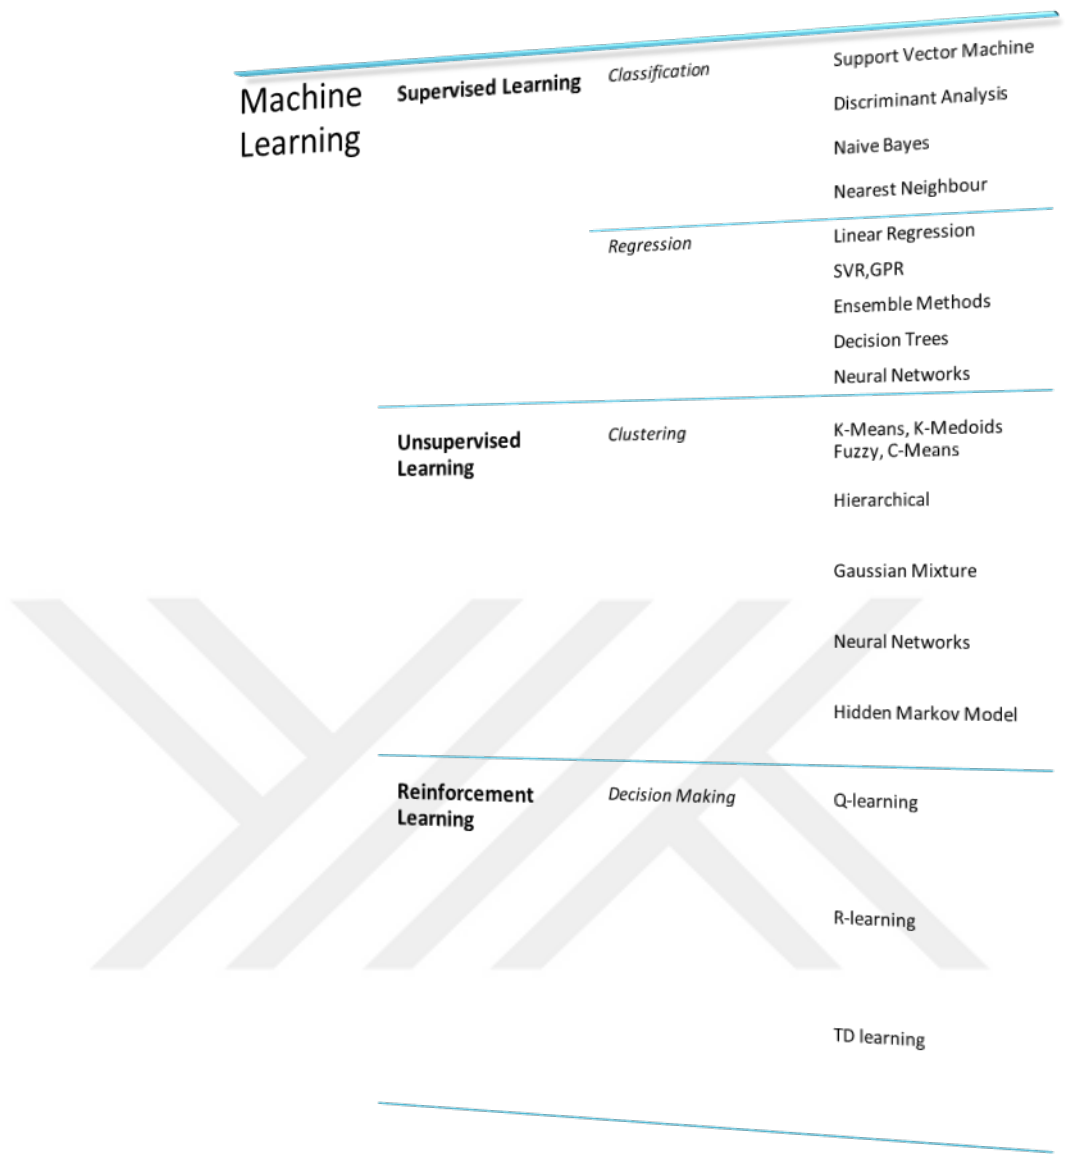 Machine
Learning
Supervised Learning
Classification
Support Vector Machine
Discriminant Analysis
Naive Bayes
Nearest Neighbour
Regression
Linear Regression
SVR,GPR
Ensemble Methods
Decision Trees
Neural Networks
Unsupervised
Learning
Clustering
K-Means, K-Medoids
Fuzzy, C-Means
Hierarchical
Gaussian Mixture
Neural Networks
Hidden Markov Model
Reinforcement
Learning
Decision Making
Q-learning
R-learning
TD learning